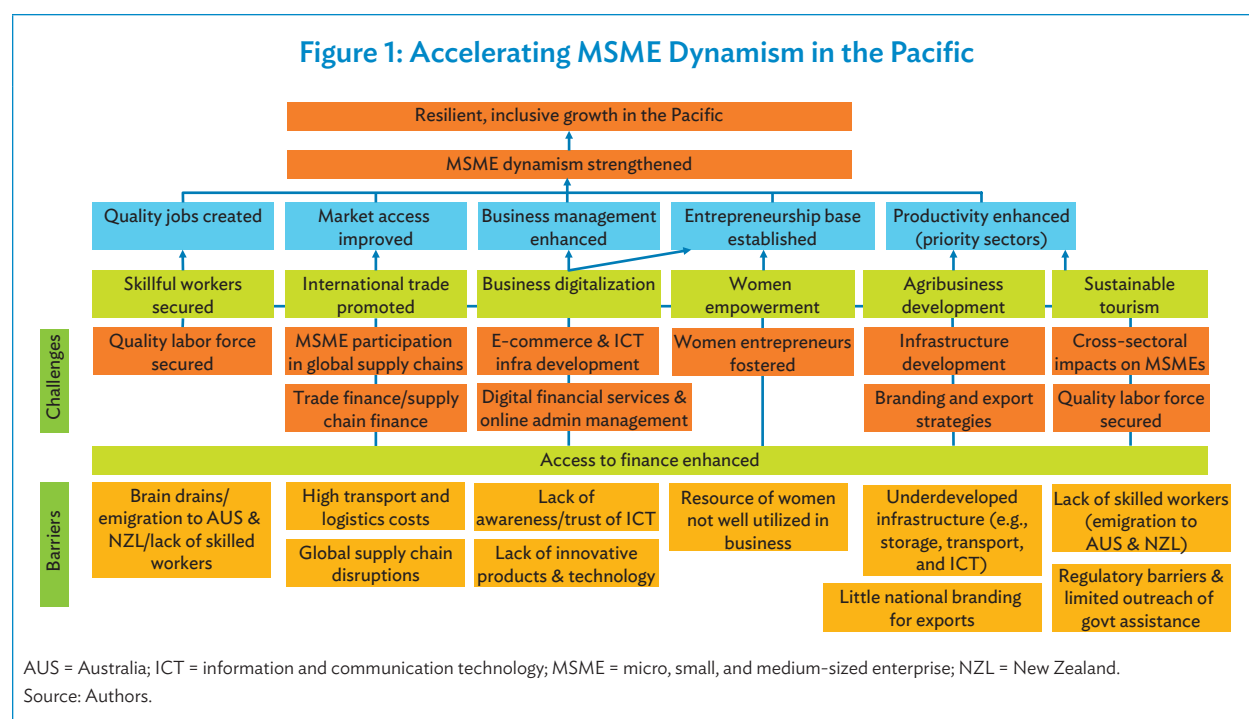 Figure 1: Accelerating MSME Dynamism in the Pacific
Resilient, inclusive growth in the Pacific
MSME dynamism strengthened
Quality jobs created
Market access
improved
Business management
enhanced
Entrepreneurship base
established
Productivity enhanced
(priority sectors)
Skillful workers
secured
International trade
promoted
Business digitalization
Women
empowerment
Agribusiness
development
Sustainable
tourism
Challenges
Quality labor force
secured
MSME participation
in global supply chains
Trade finance/supply
chain finance
E-commerce & ICT
infra development
Digital financial services &
online admin management
Women entrepreneurs
fostered
Infrastructure
development
Branding and export
strategies
Cross-sectoral
impacts on MSMEs
Quality labor force
secured
Access to finance enhanced
Barriers
Brain drains/
emigration to AUS &
NZL/lack of skilled
workers
High transport and
logistics costs
Global supply chain
disruptions
Lack of
awareness/trust of ICT
Lack of innovative
products & technology
Resource of women
not well utilized in
business
Underdeveloped
infrastructure (e.g.,
storage, transport,
and ICT)
Little national branding
for exports
Lack of skilled workers
(emigration to
AUS & NZL)
Regulatory barriers &
limited outreach of
govt assistance
AUS = Australia; ICT = information and communication technology; MSME = micro, small, and medium-sized enterprise; NZL = New Zealand.
Source: Authors.